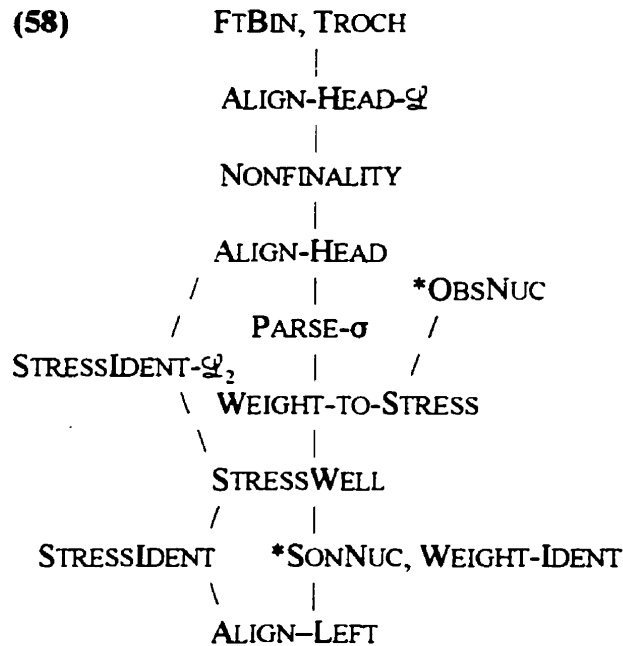 (58) FTBIN, TROCH
ALIGN-HEAD-ℒ
NONFINALITY
ALIGN-HEAD
*OBSNUC
PARSE-σ
STRESSIDENT-ℒ₂
WEIGHT-TO-STRESS
STRESSWELL
STRESSIDENT *SONNUC, WEIGHT-IDENT
ALIGN–LEFT